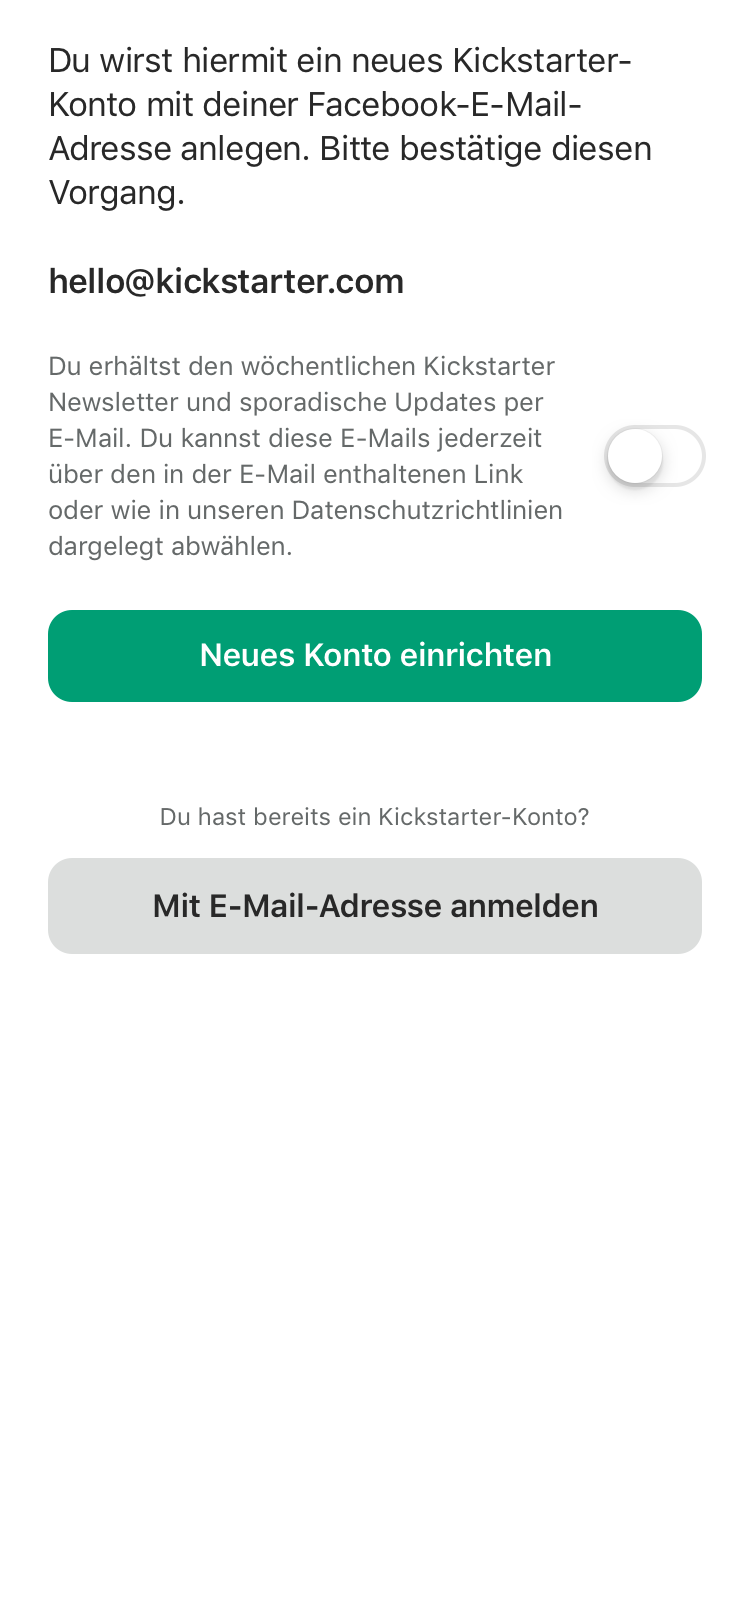 Du wirst hiermit ein neues Kickstarter-
Konto mit deiner Facebook-E-Mail-
Adresse anlegen. Bitte bestätige diesen
Vorgang.
hello@kickstarter.com
Du erhältst den wöchentlichen Kickstarter
Newsletter und sporadische Updates per
E-Mail. Du kannst diese E-Mails jederzeit
über den in der E-Mail enthaltenen Link
oder wie in unseren Datenschutzrichtlinien
dargelegt abwählen.
Neues Konto einrichten
Du hast bereits ein Kickstarter-Konto?
Mit E-Mail-Adresse anmelden